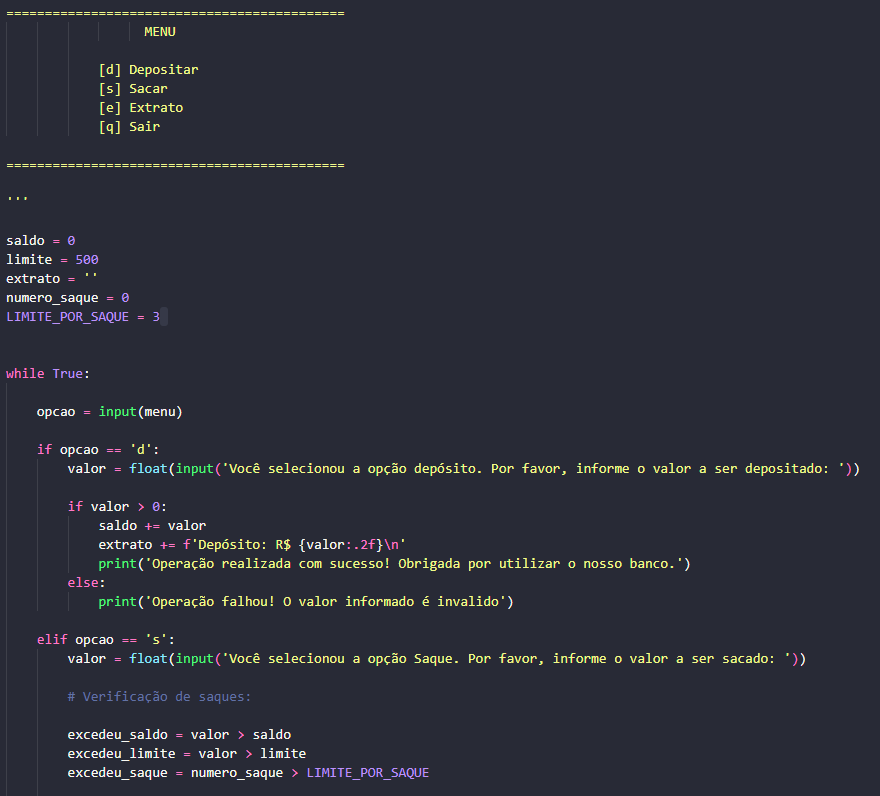 ============================================
MENU
[d] Depositar
[s] Sacar
[e] Extrato
[q] Sair
============================================
'''
saldo = 0
limite = 500
extrato = ''
numero_saque = 0
LIMITE_POR_SAQUE = 3
while True:
    opcao = input(menu)
    if opcao == 'd':
        valor = float(input('Você selecionou a opção depósito. Por favor, informe o valor a ser depositado: '))
        if valor > 0:
            saldo += valor
            extrato += f'Depósito: R$ {valor:.2f}\n'
            print('Operação realizada com sucesso! Obrigada por utilizar o nosso banco.')
        else:
            print('Operação falhou! O valor informado é invalido')
    elif opcao == 's':
        valor = float(input('Você selecionou a opção Saque. Por favor, informe o valor a ser sacado: '))
        # Verificação de saques:
        excedeu_saldo = valor > saldo
        excedeu_limite = valor > limite
        excedeu_saque = numero_saque > LIMITE_POR_SAQUE